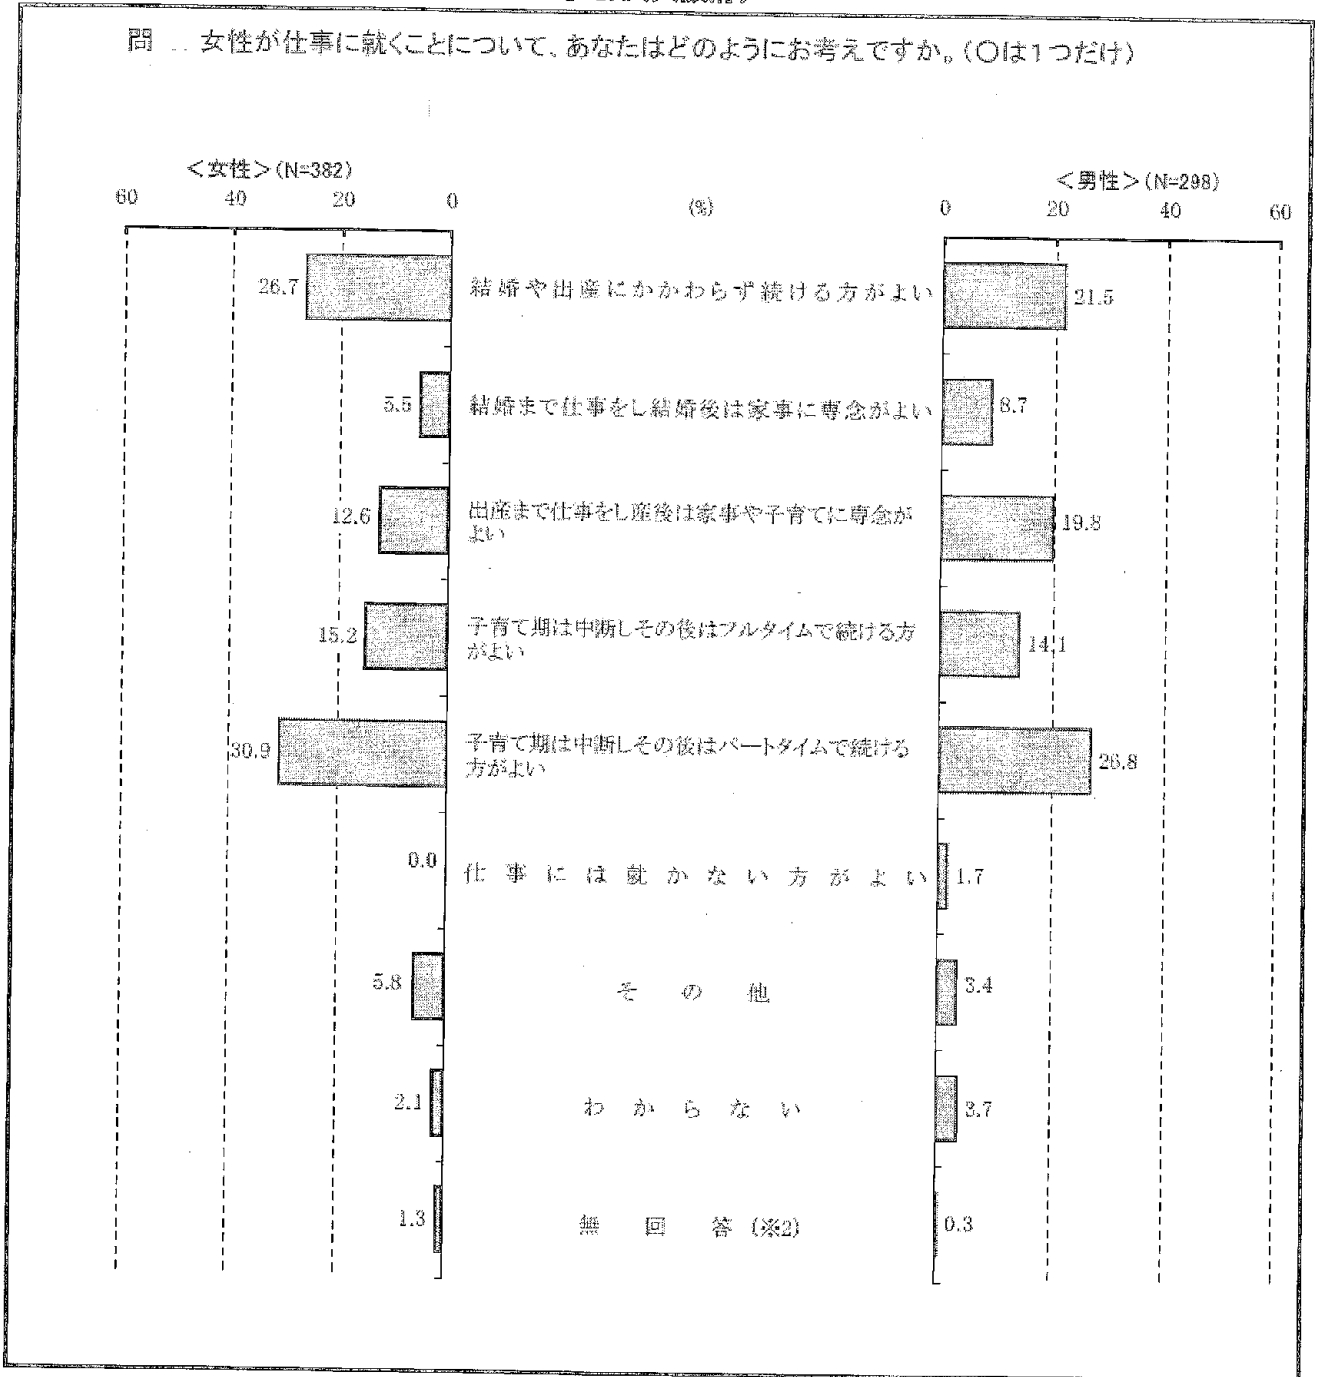 問 .. 女性が仕事に就くことについて、あなたはどのようにお考えですか。(○は1つだけ)
＜女性＞(N=382)
＜男性＞(N=298)
60 40 20 0 (%) 0 20 40 60
26.7 結婚や出産にかかわらず続ける方がよい 21.5
5.5 結婚まで仕事をし結婚後は家事に専念がよい 8.7
12.6 出産まで仕事をし産後は家事や子育てに専念が
よい 19.8
15.2 子育て期は中断しその後はフルタイムで続ける方
がよい 14.1
30.9 子育て期は中断しその後はパートタイムで続ける
方がよい 26.8
0.0 仕事には就かない方がよい 1.7
5.8 その他 3.4
2.1 わからない 3.7
1.3 無回答(※2) 0.3